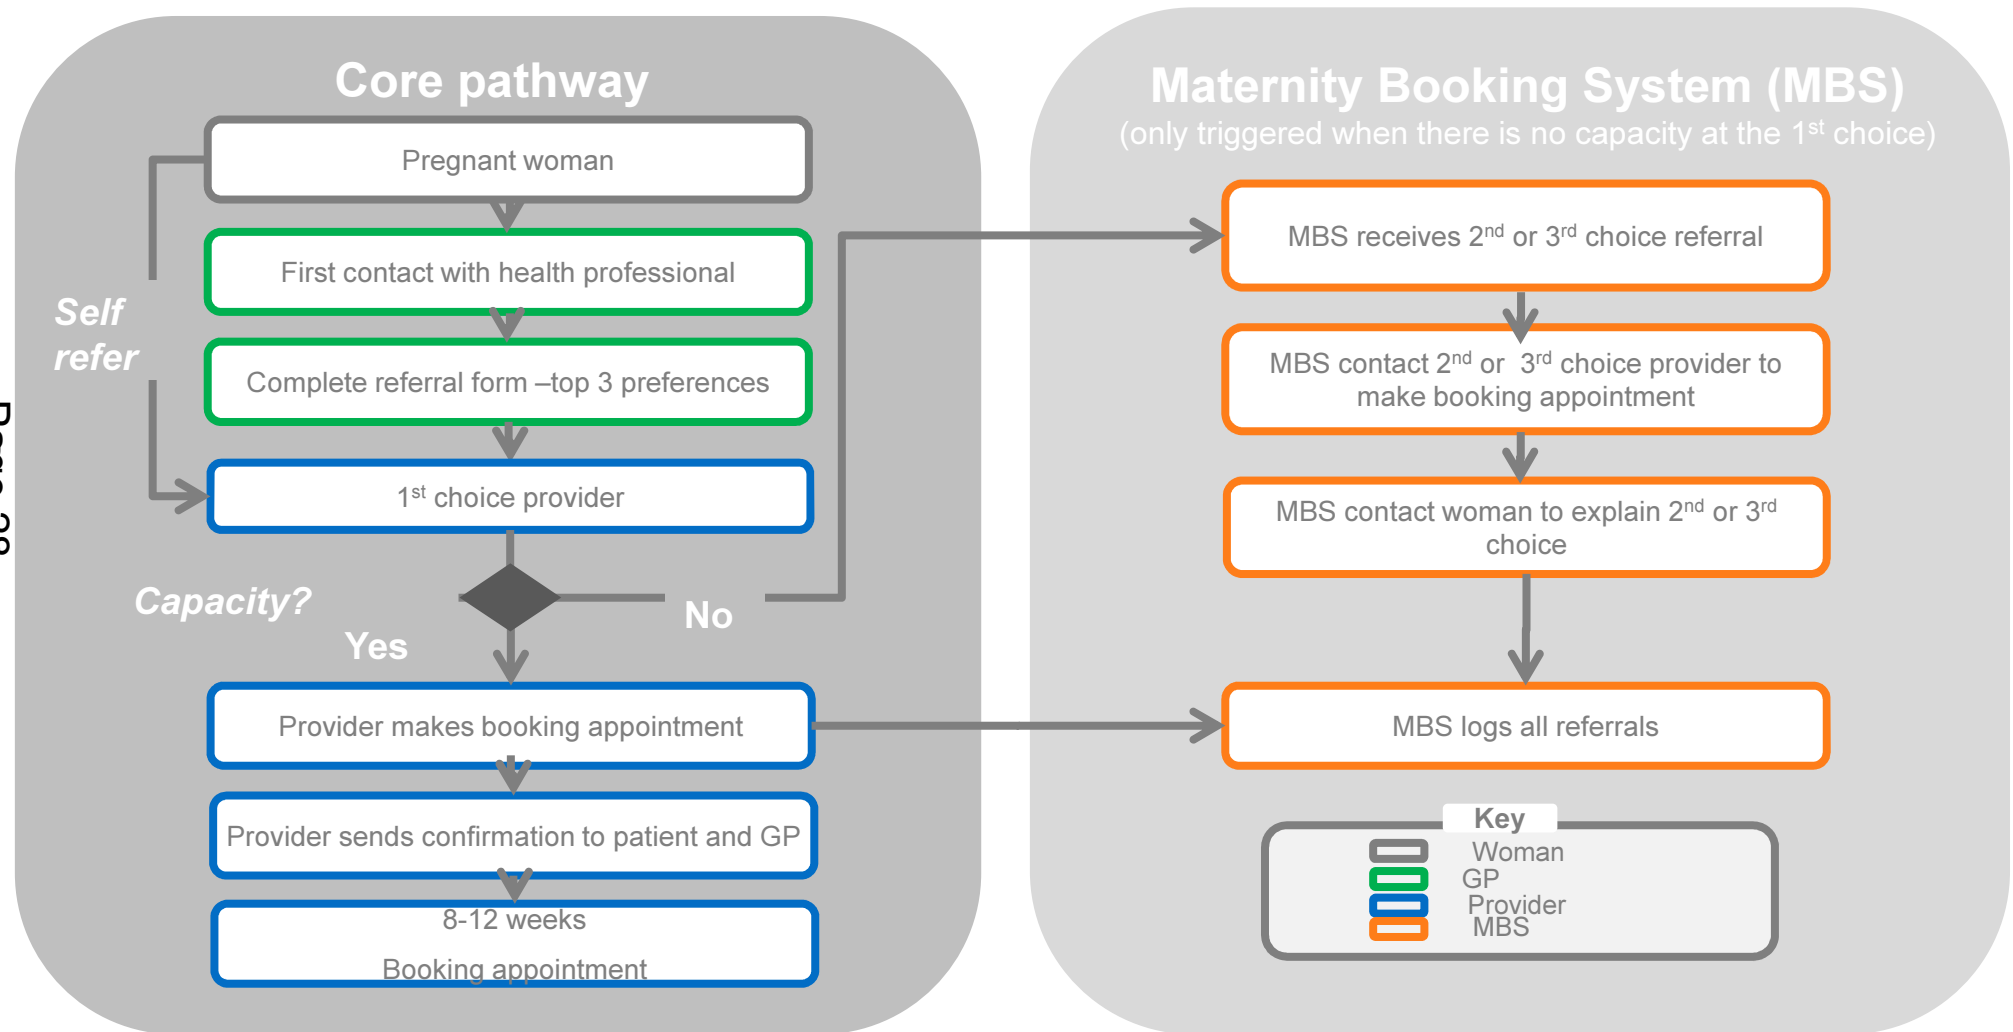 Core pathway
Pregnant woman
First contact with health professional
Self
refer
Complete referral form –top 3 preferences
1st choice provider
Capacity?
No
Yes
Provider makes booking appointment
Provider sends confirmation to patient and GP
8-12 weeks
Booking appointment
Maternity Booking System (MBS)
(only triggered when there is no capacity at the 1st choice)
MBS receives 2nd or 3rd choice referral
MBS contact 2nd or 3rd choice provider to
make booking appointment
MBS contact woman to explain 2nd or 3rd
choice
MBS logs all referrals
Key
Woman
GP
Provider
MBS